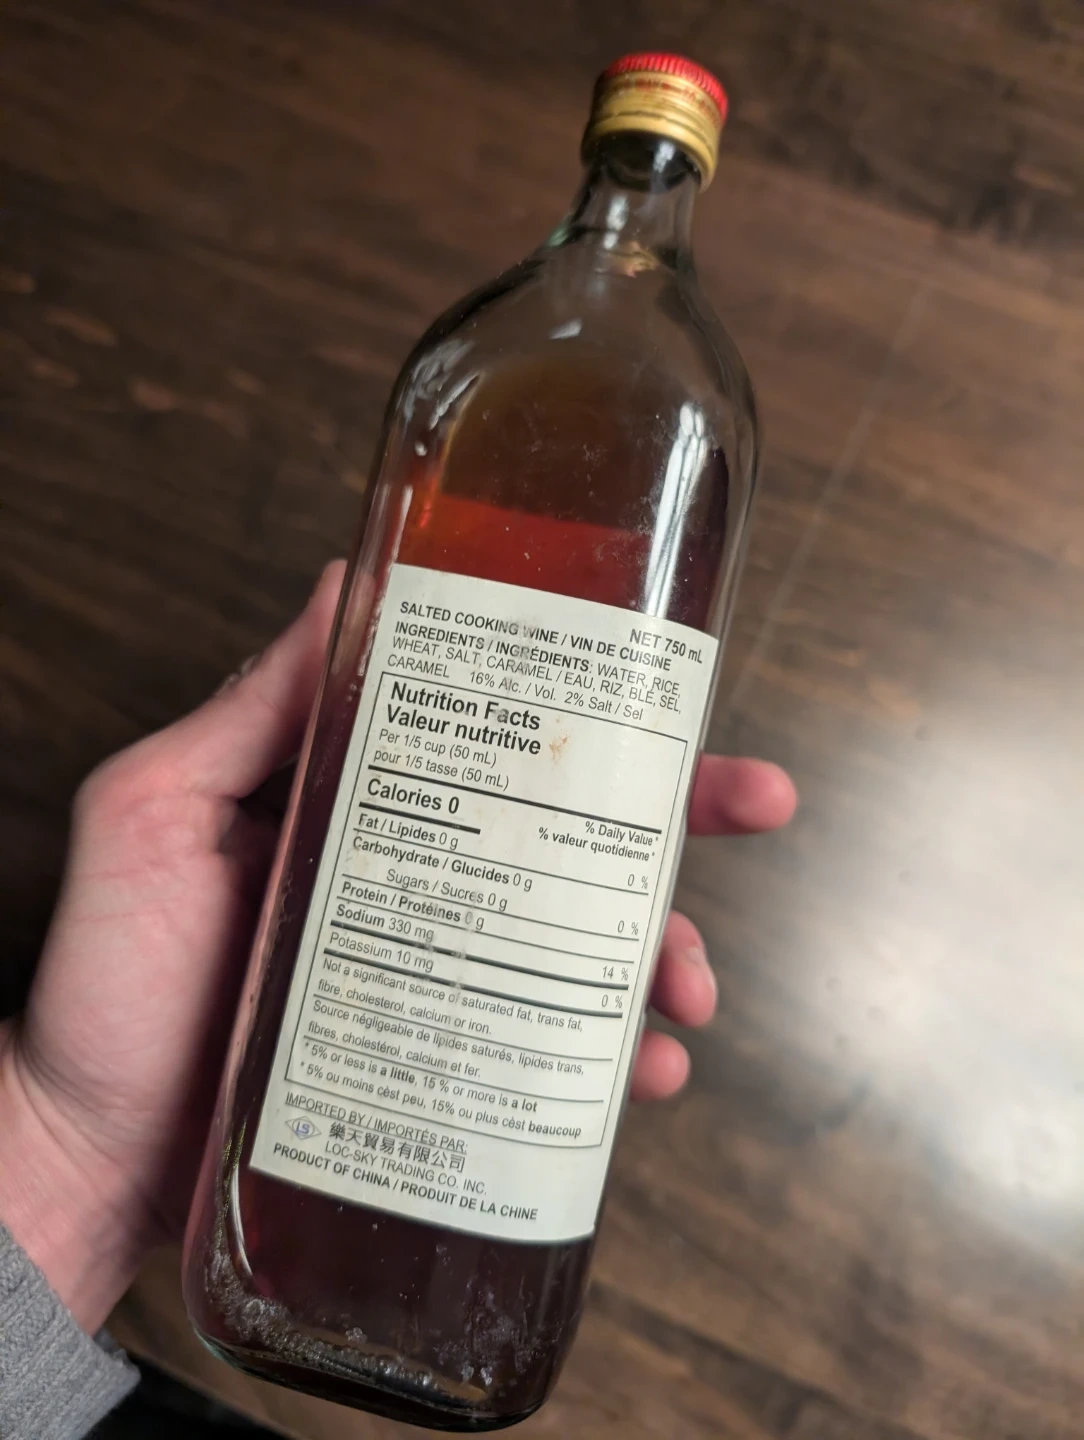 NET 750 mL
SALTED COOKING WINE / VIN DE CUISINE
INGREDIENTS / INGRÉDIENTS: WATER, RICE,
WHEAT, SALT, CARAMEL / EAU, RIZ, BLÉ, SEL,
CARAMEL 16% Alc. / Vol. 2% Salt / Sel
Nutrition Facts
Valeur nutritive
Per 1/5 cup (50 mL)
pour 1/5 tasse (50 mL)
Calories 0
% Daily Value*
% valeur quotidienne*
Fat / Lipides 0 g 0 %
Carbohydrate / Glucides 0 g
Sugars / Sucres 0 g 0 %
Protein / Protéines 0 g
Sodium 330 mg 14 %
Potassium 10 mg 0 %
Not a significant source of saturated fat, trans fat,
fibre, cholesterol, calcium or iron.
Source négligeable de lipides saturés, lipides trans,
fibres, cholestérol, calcium et fer.
* 5% or less is a little, 15 % or more is a lot
* 5% ou moins cèst peu, 15% ou plus cèst beaucoup
IMPORTED BY / IMPORTÉS PAR:
LS
樂天貿易有限公司
LOC-SKY TRADING CO. INC.
PRODUCT OF CHINA / PRODUIT DE LA CHINE